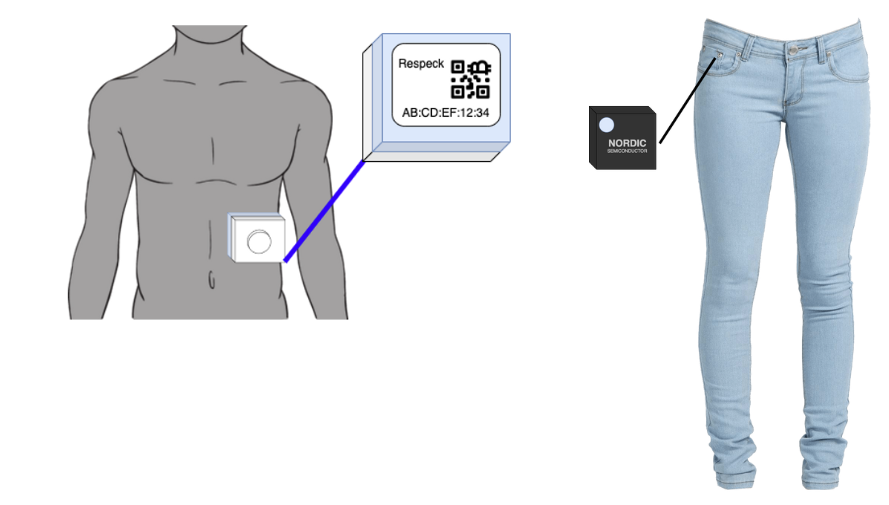 Respeck
AB:CD:EF:12:34
NORDIC
SEMICONDUCTOR